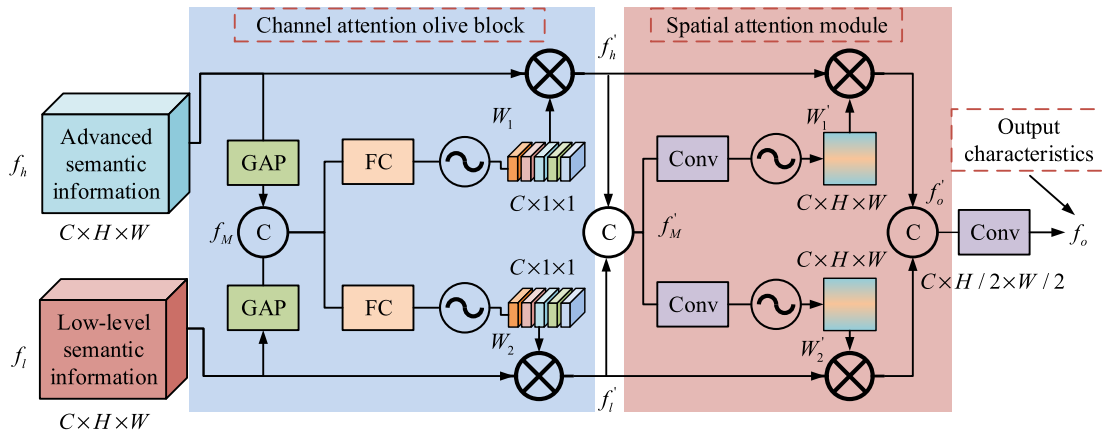 Channel attention olive block
Spatial attention module
f_h
Advanced
semantic
information
C×H×W
GAP
f_M
C
GAP
FC
FC
W_1
C×1×1
C×1×1
W_2
f_l
Low-level
semantic
information
C×H×W
f_h'
C
f_l'
f_M'
Conv
Conv
W_1'
C×H×W
C×H×W
W_2'
Output
characteristics
f_o'
C
Conv
f_o
C×H/2×W/2